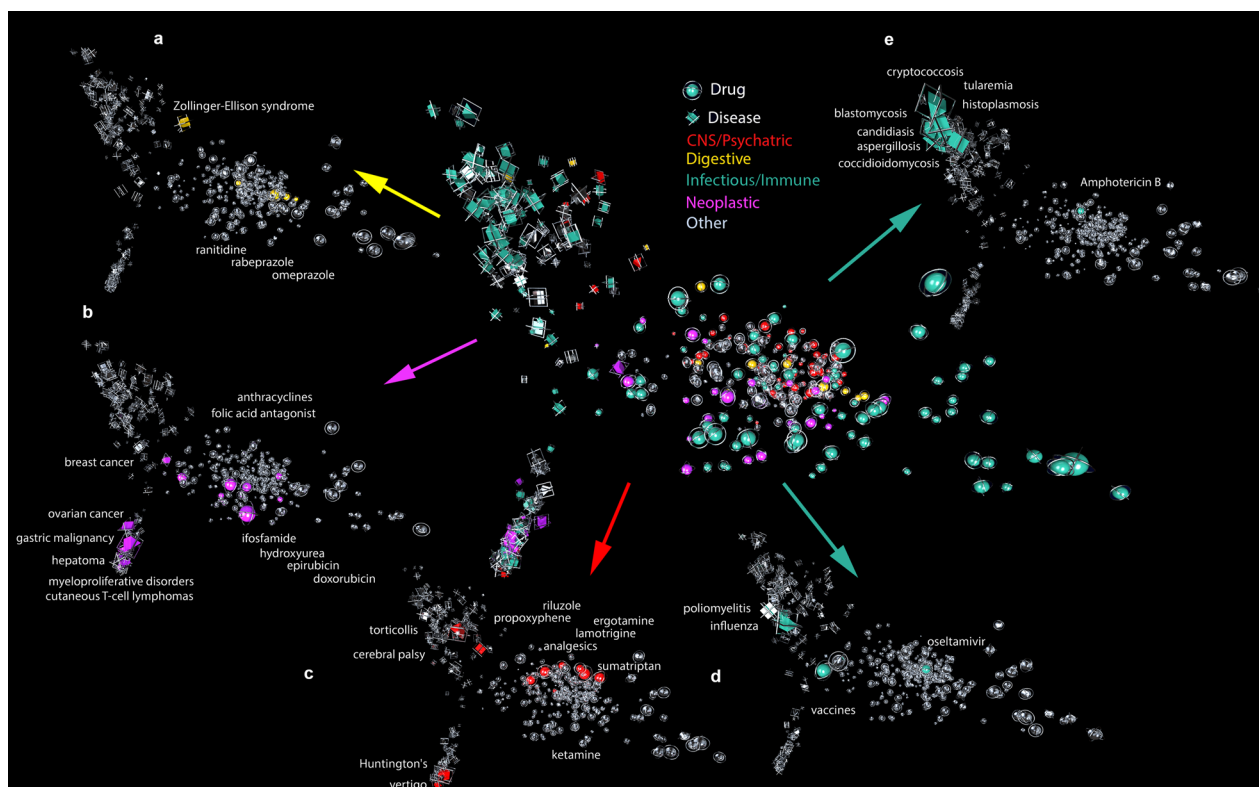 a
Zollinger-Ellison syndrome
ranitidine
rabeprazole
omeprazole
Drug
Disease
CNS/Psychatric
Digestive
Infectious/Immune
Neoplastic
Other
e
cryptococcosis
tularemia
histoplasmosis
blastomycosis
candidiasis
aspergillosis
coccidioidomycosis
Amphotericin B
b
anthracyclines
folic acid antagonist
breast cancer
ovarian cancer
gastric malignancy
hepatoma
myeloproliferative disorders
cutaneous T-cell lymphomas
ifosfamide
hydroxyurea
epirubicin
doxorubicin
c
riluzole
propoxyphene
ergotamine
lamotrigine
analgesics
sumatriptan
torticollis
cerebral palsy
ketamine
Huntington's
vertigo
d
poliomyelitis
influenza
oseltamivir
vaccines